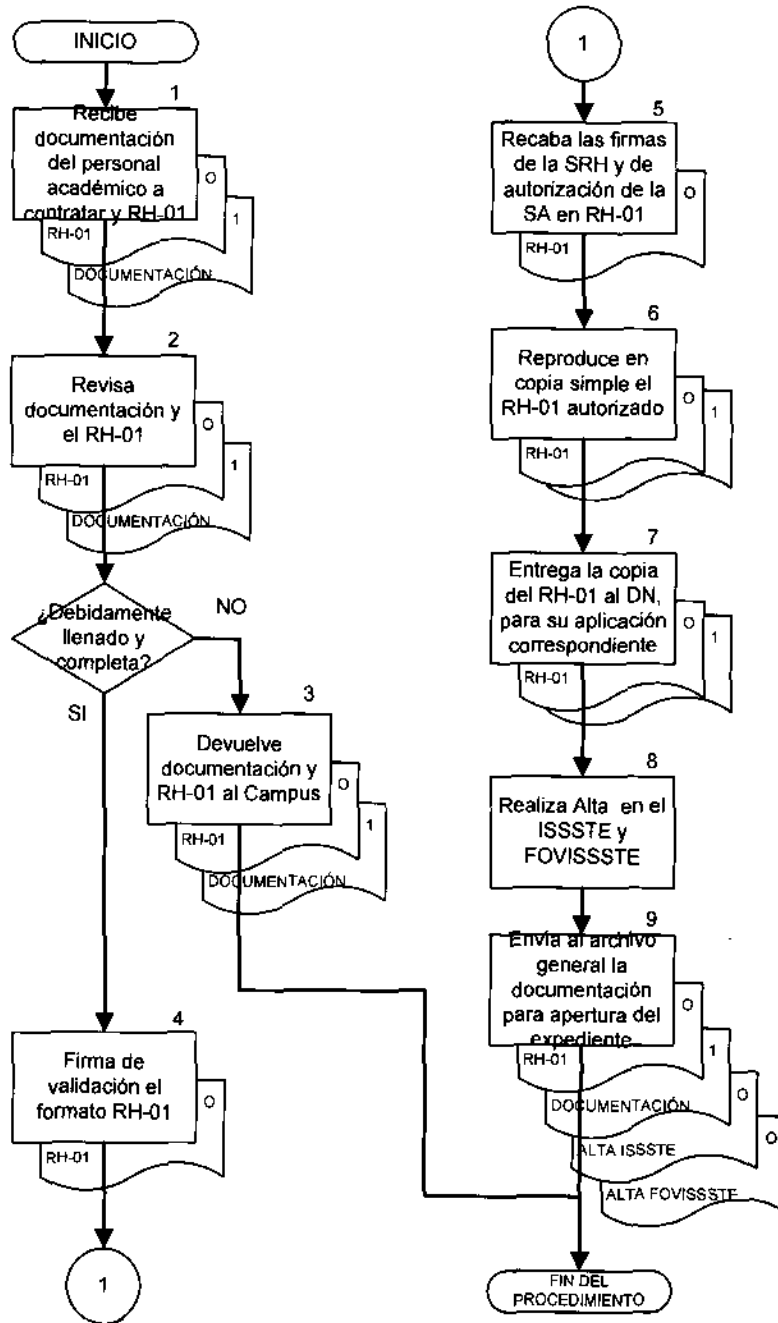 INICIO
1
Recibe
documentación
del personal
académico a
contratar y RH-01
O
1
RH-01
DOCUMENTACIÓN
2
Revisa
documentación y
el RH-01
O
1
RH-01
DOCUMENTACIÓN
¿Debidamente
llenado y
completa?
NO
SI
3
Devuelve
documentación y
RH-01 al Campus
O
1
RH-01
DOCUMENTACIÓN
4
Firma de
validación el
formato RH-01
O
RH-01
1
1
5
Recaba las firmas
de la SRH y de
autorización de la
SA en RH-01
O
RH-01
6
Reproduce en
copia simple el
RH-01 autorizado
O
1
RH-01
7
Entrega la copia
del RH-01 al DN,
para su aplicación
correspondiente
O
1
RH-01
8
Realiza Alta en el
ISSSTE y
FOVISSSTE
9
Envía al archivo
general la
documentación
para apertura del
expediente
O
1
O
O
RH-01
DOCUMENTACIÓN
ALTA ISSSTE
ALTA FOVISSSTE
FIN DEL
PROCEDIMIENTO